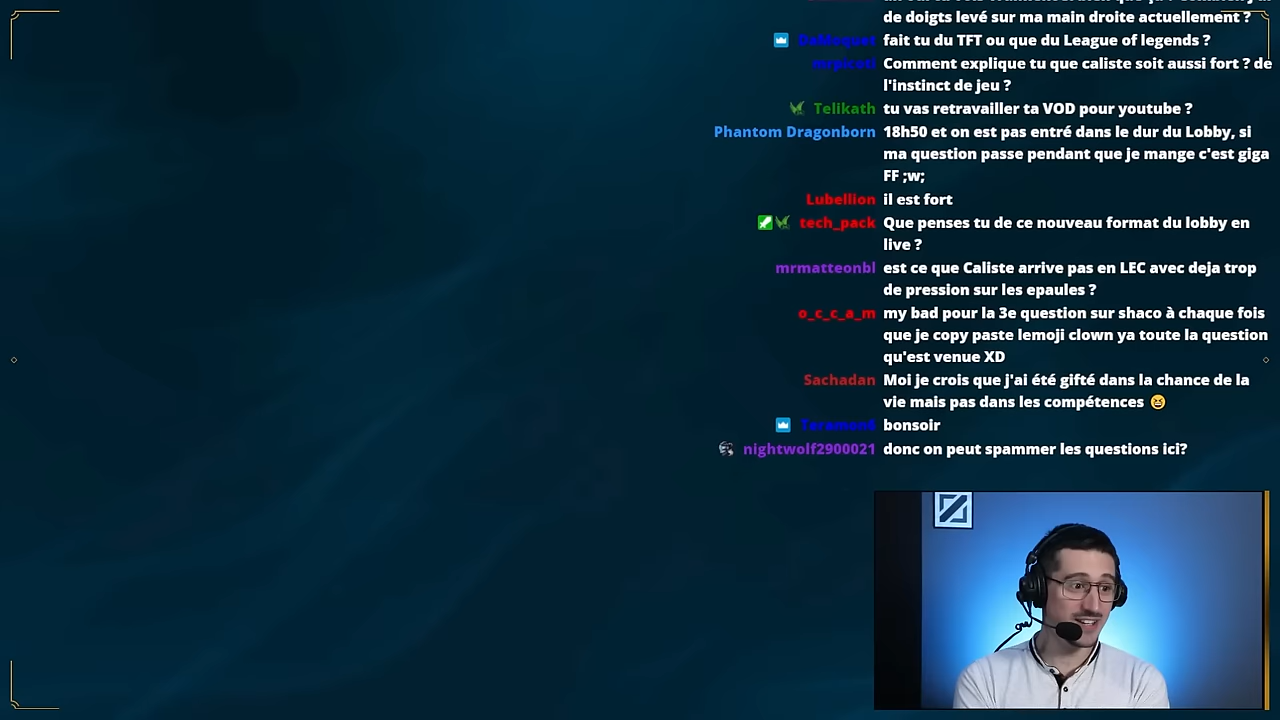 de doigts levé sur ma main droite actuellement ?
DaMoquet fait tu du TFT ou que du League of legends ?
mrpicoti Comment explique tu que caliste soit aussi fort ? de
l'instinct de jeu ?
Telikath tu vas retravailler ta VOD pour youtube ?
Phantom Dragonborn 18h50 et on est pas entré dans le dur du Lobby, si
ma question passe pendant que je mange c'est giga
FF ;w;
Lubellion il est fort
tech_pack Que penses tu de ce nouveau format du lobby en
live ?
mrmatteonbl est ce que Caliste arrive pas en LEC avec deja trop
de pression sur les epaules ?
o_c_c_a_m my bad pour la 3e question sur shaco à chaque fois
que je copy paste lemoji clown ya toute la question
qu'est venue XD
Sachadan Moi je crois que j'ai été gifté dans la chance de la
vie mais pas dans les compétences
bonsoir
nightwolf2900021 donc on peut spammer les questions ici?